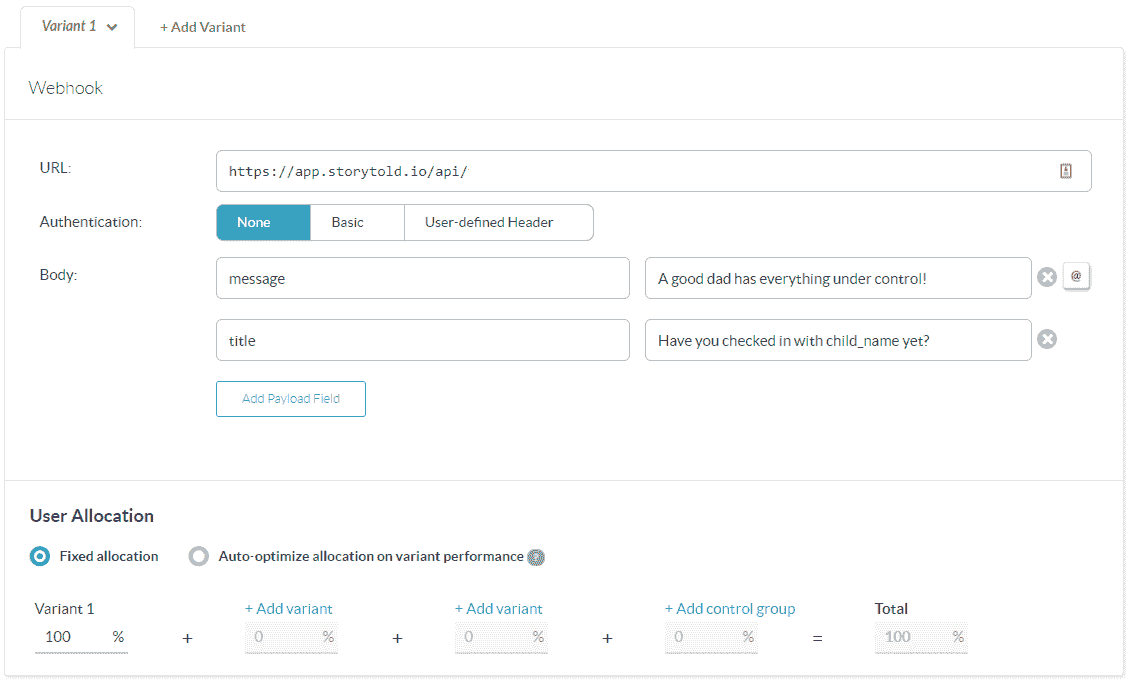 Variant 1 + Add Variant
Webhook
URL: https://app.storytold.io/api/
Authentication: None Basic User-defined Header
Body: message A good dad has everything under control! @
title Have you checked in with child_name yet?
Add Payload Field
User Allocation
Fixed allocation Auto-optimize allocation on variant performance
Variant 1 + Add variant + Add variant + Add control group Total
100 % + 0 % + 0 % + 0 % = 100 %